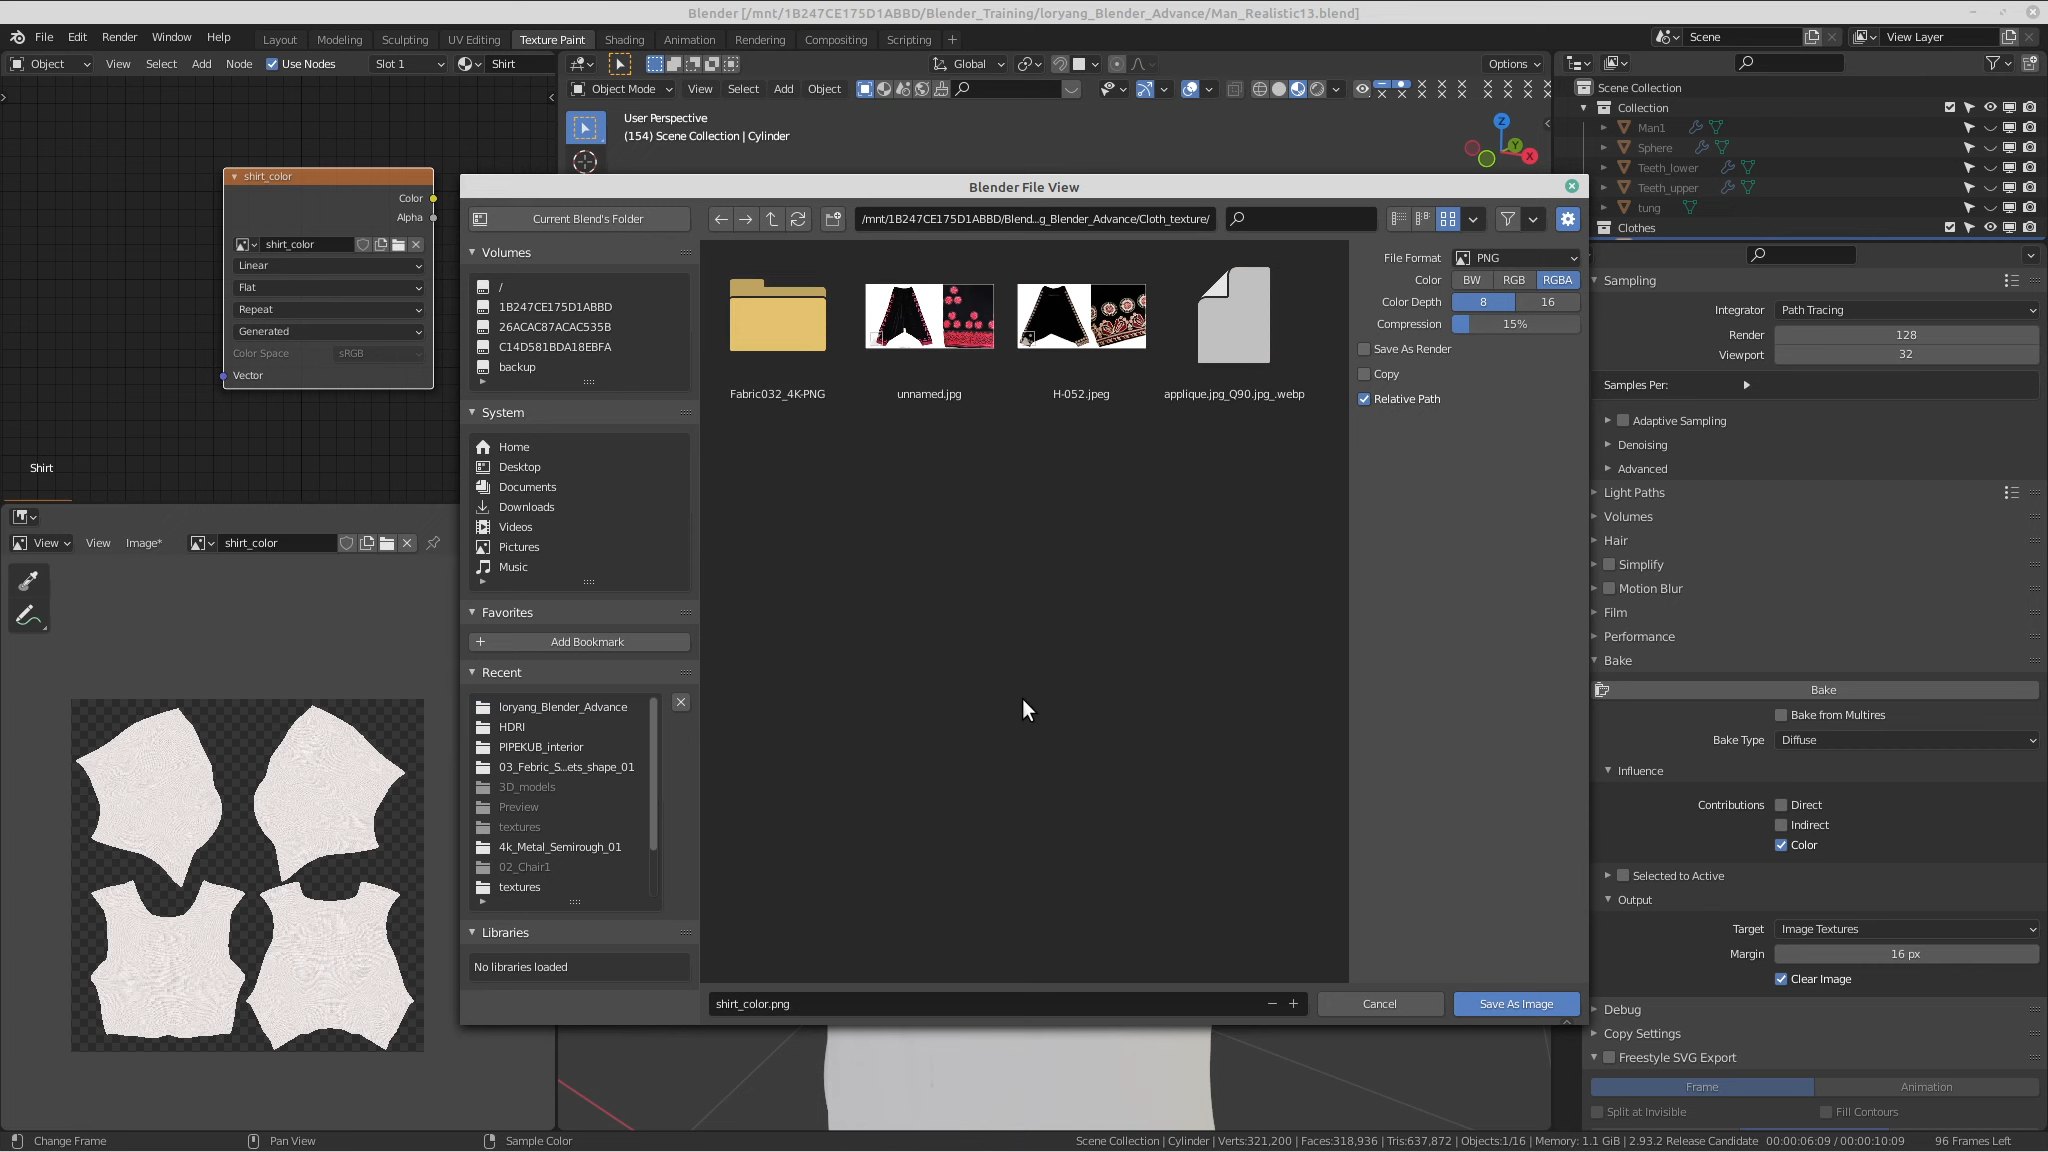 Blender [/mnt/1B247CE175D1ABBD/Blender_Training/loryang_Blender_Advance/Man_Realistic13.blend]
File Edit Render Window Help Layout Modeling Sculpting UV Editing Texture Paint Shading Animation Rendering Compositing Scripting Scene View Layer
Object View Select Add Node Use Nodes Slot 1 Shirt Global Options
Object Mode View Select Add Object
User Perspective
(154) Scene Collection | Cylinder
Z
Y
X
shirt_color
Color
Alpha
shirt_color
Linear
Flat
Repeat
Generated
Color Space sRGB
Vector
Shirt
View View Image* shirt_color
Blender File View
Current Blend's Folder /mnt/1B247CE175D1ABBD/Blend...g_Blender_Advance/Cloth_texture/
Volumes
/
1B247CE175D1ABBD
26ACAC87ACAC535B
C14D581BDA18EBFA
backup
System
Home
Desktop
Documents
Downloads
Videos
Pictures
Music
Favorites
Add Bookmark
Recent
loryang_Blender_Advance
HDRI
PIPEKUB_interior
03_Febric_S...ets_shape_01
3D_models
Preview
textures
4k_Metal_Semirough_01
02_Chair1
textures
Libraries
No libraries loaded
Fabric032_4K-PNG unnamed.jpg H-052.jpeg applique.jpg_Q90.jpg_.webp
File Format PNG
Color BW RGB RGBA
Color Depth 8 16
Compression 15%
Save As Render
Copy
Relative Path
shirt_color.png Cancel Save As Image
Scene Collection
Collection
Man1
Sphere
Teeth_lower
Teeth_upper
tung
Clothes
Sampling
Integrator Path Tracing
Render 128
Viewport 32
Samples Per:
Adaptive Sampling
Denoising
Advanced
Light Paths
Volumes
Hair
Simplify
Motion Blur
Film
Performance
Bake
Bake
Bake from Multires
Bake Type Diffuse
Influence
Contributions Direct
Indirect
Color
Selected to Active
Output
Target Image Textures
Margin 16 px
Clear Image
Debug
Copy Settings
Freestyle SVG Export
Frame Animation
Split at Invisible Fill Contours
Change Frame Pan View Sample Color Scene Collection | Cylinder | Verts:321,200 | Faces:318,936 | Tris:637,872 | Objects:1/16 | Memory: 1.1 GiB | 2.93.2 Release Candidate 00:00:06:09 / 00:00:10:09 96 Frames Left